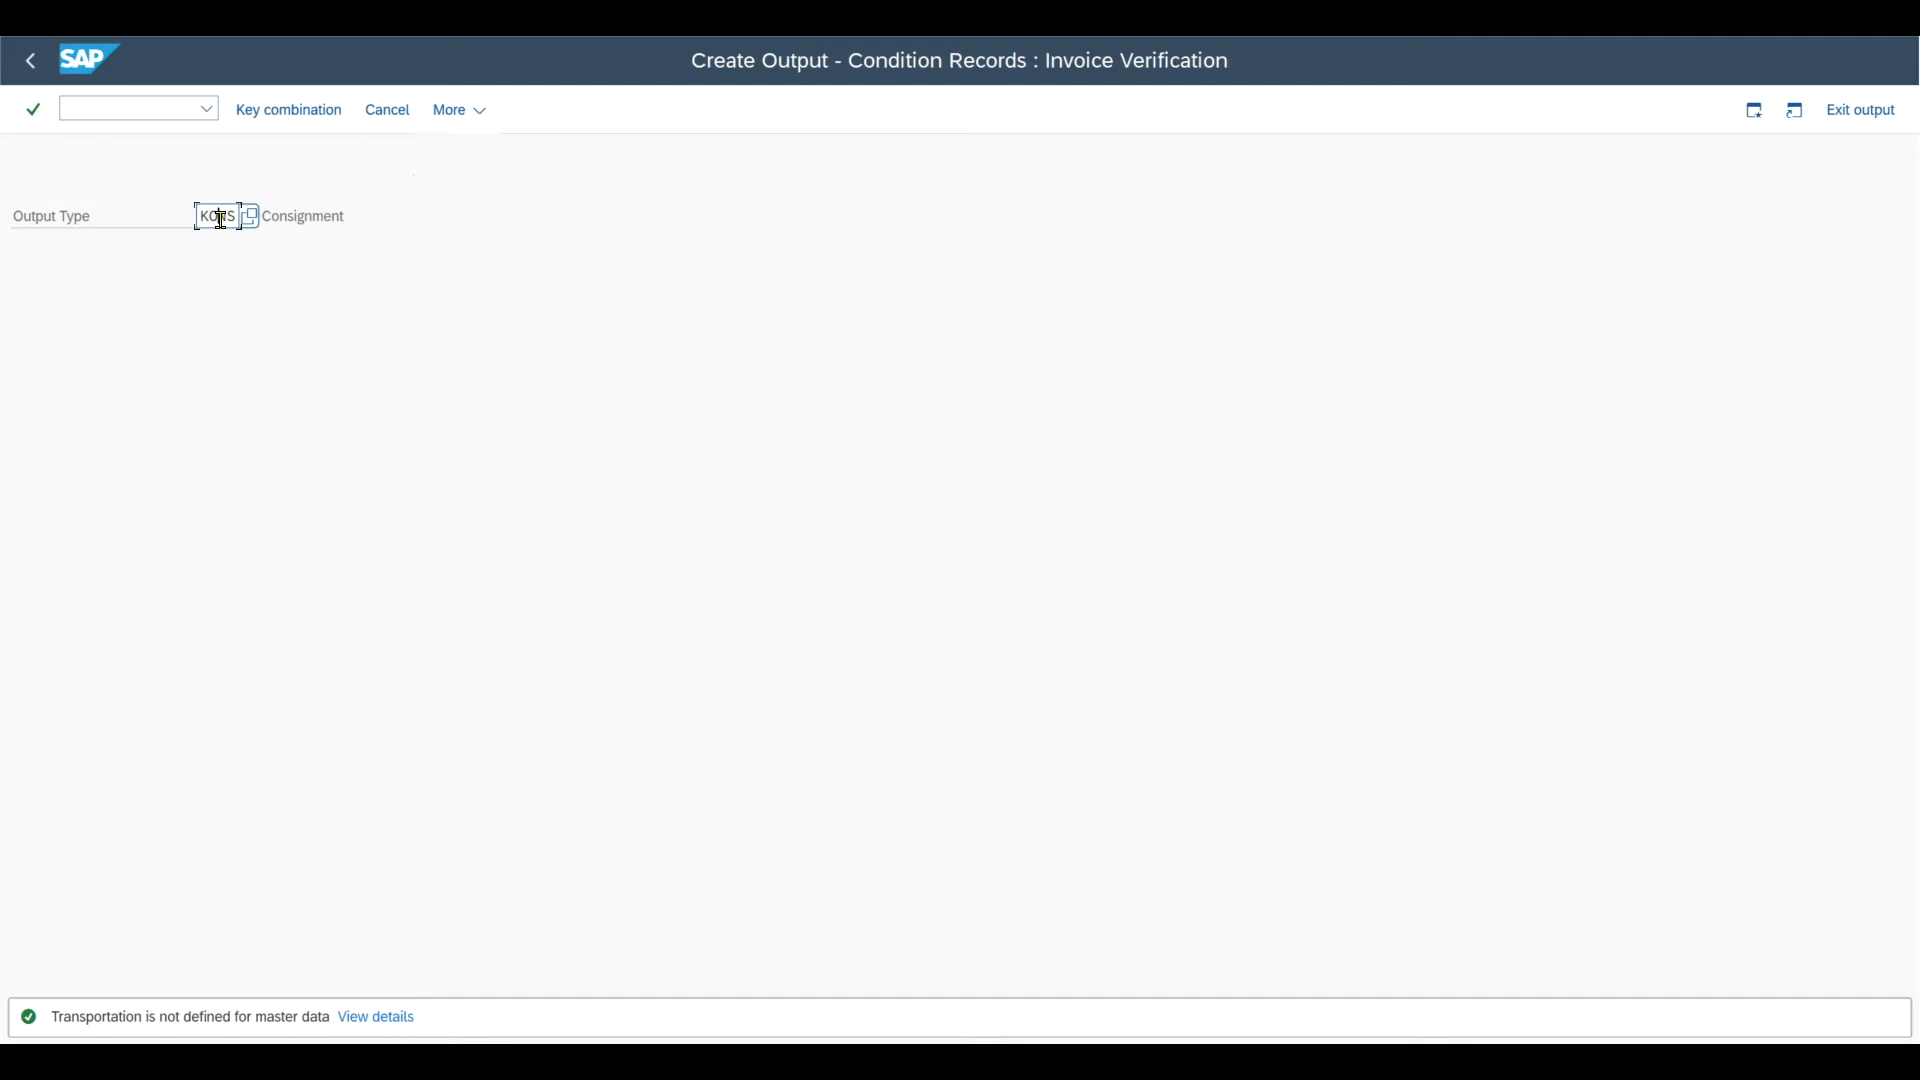 SAP
Create Output - Condition Records : Invoice Verification
Key combination Cancel More
Exit output
Output Type KONS Consignment
Transportation is not defined for master data View details